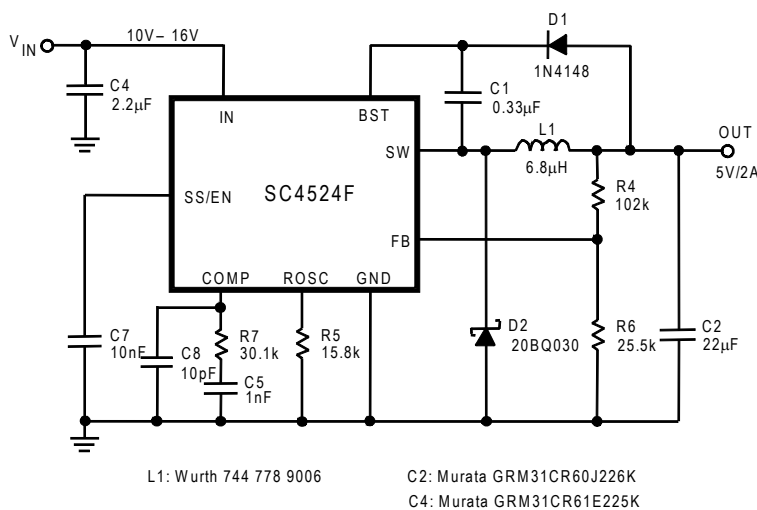 D1
V IN
10V– 16V
1N4148
C4
2.2µF
C1
0.33µF
IN
BST
L1
OUT
SW
6.8µH
5V/2A
SS/EN
SC4524F
R4
102k
FB
COMP
ROSC
GND
C7
10nF
C8
10pF
R7
30.1k
R5
15.8k
D2
20BQ030
R6
25.5k
C2
22µF
C5
1nF
L1: Wurth 744 778 9006
C2: Murata GRM31CR60J226K
C4: Murata GRM31CR61E225K